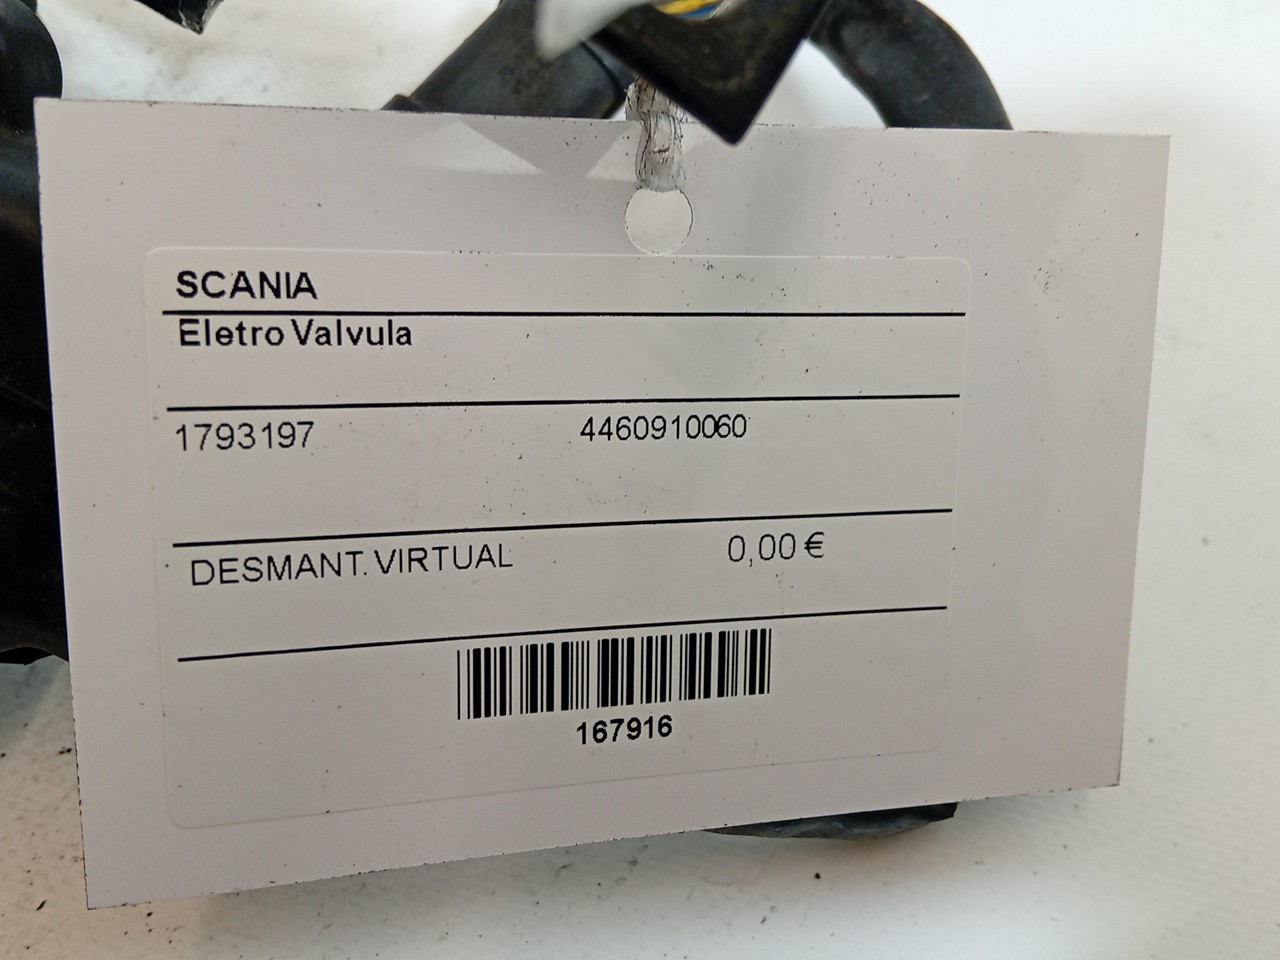 SCANIA
Eletro Valvula
1793197 4460910060
DESMANT. VIRTUAL 0,00 €
167916